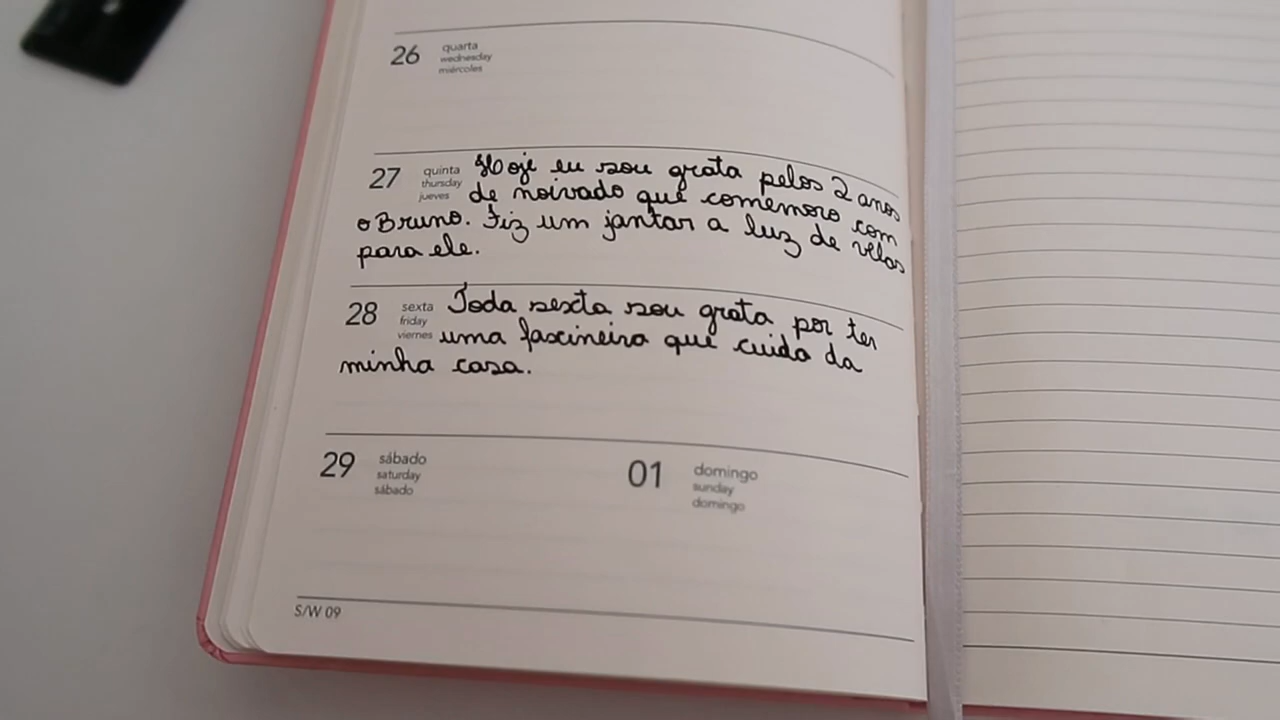 26 quarta
wednesday
miércoles
27 quinta
thursday
jueves
Hoje eu sou grata pelos 2 anos
de noivado que comemoro com
o Bruno. Fiz um jantar a luz de velas
para ele.
28 sexta
friday
viernes
Toda sexta sou grata por ter
uma fascineira que cuida da
minha casa.
29 sábado
saturday
sábado
01 domingo
sunday
domingo
S/W 09